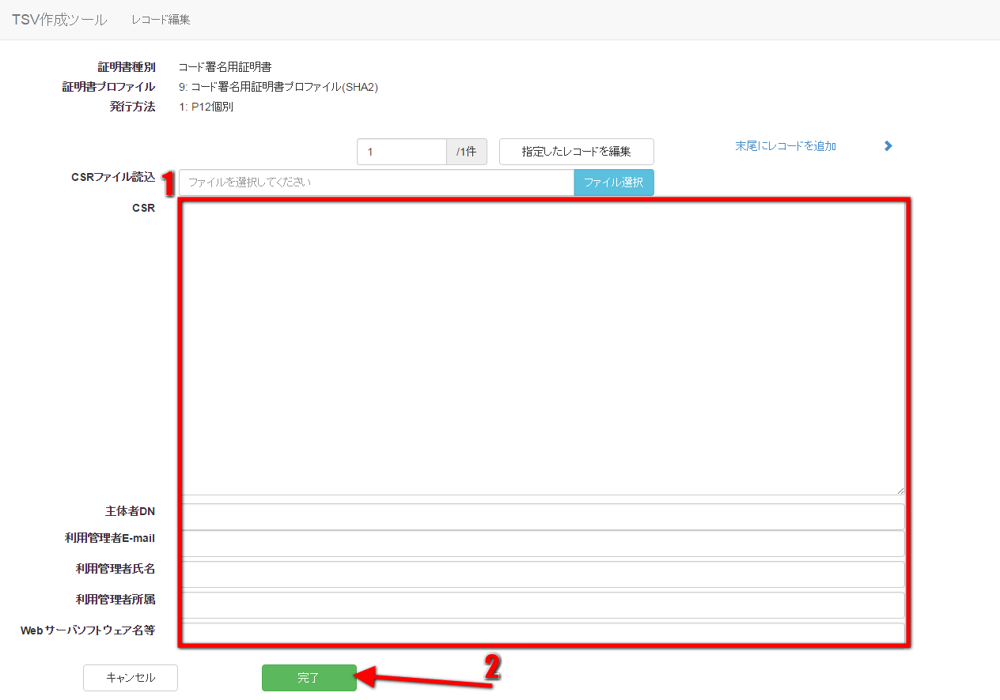 TSV作成ツール レコード編集
証明書種別 コード署名用証明書
証明書プロファイル 9: コード署名用証明書プロファイル(SHA2)
発行方法 1: P12個別
1 /1件 指定したレコードを編集 末尾にレコードを追加
CSRファイル読込 1 ファイルを選択してください ファイル選択
CSR
主体者DN
利用管理者E-mail
利用管理者氏名
利用管理者所属
Webサーバソフトウェア名等
キャンセル 完了 2